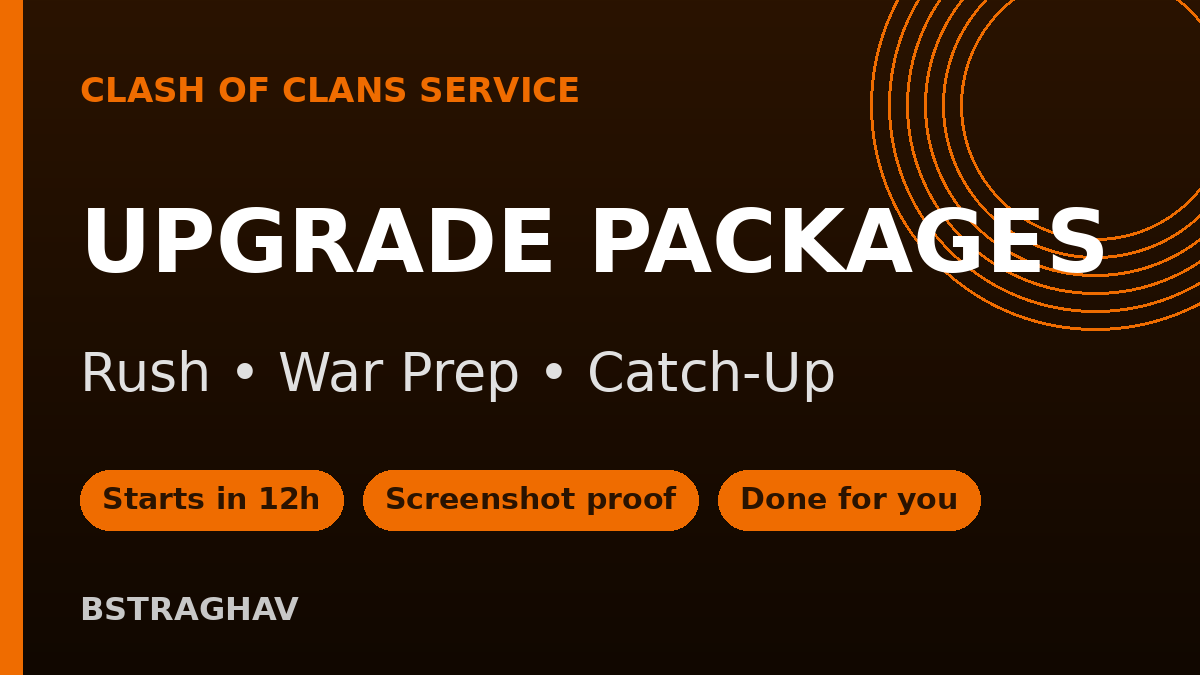 CLASH OF CLANS SERVICE
UPGRADE PACKAGES
Rush • War Prep • Catch-Up
Starts in 12h Screenshot proof Done for you
BSTRAGHAV